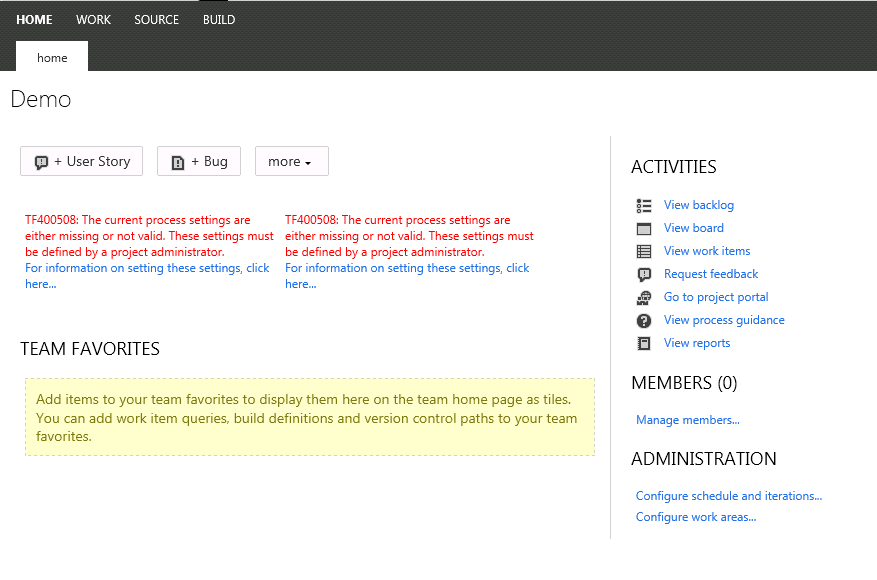 HOME WORK SOURCE BUILD
home
Demo
+ User Story + Bug more
TF400508: The current process settings are
either missing or not valid. These settings must
be defined by a project administrator.
For information on setting these settings, click
here...
TF400508: The current process settings are
either missing or not valid. These settings must
be defined by a project administrator.
For information on setting these settings, click
here...
TEAM FAVORITES
Add items to your team favorites to display them here on the team home page as tiles.
You can add work item queries, build definitions and version control paths to your team
favorites.
ACTIVITIES
View backlog
View board
View work items
Request feedback
Go to project portal
View process guidance
View reports
MEMBERS (0)
Manage members...
ADMINISTRATION
Configure schedule and iterations...
Configure work areas...